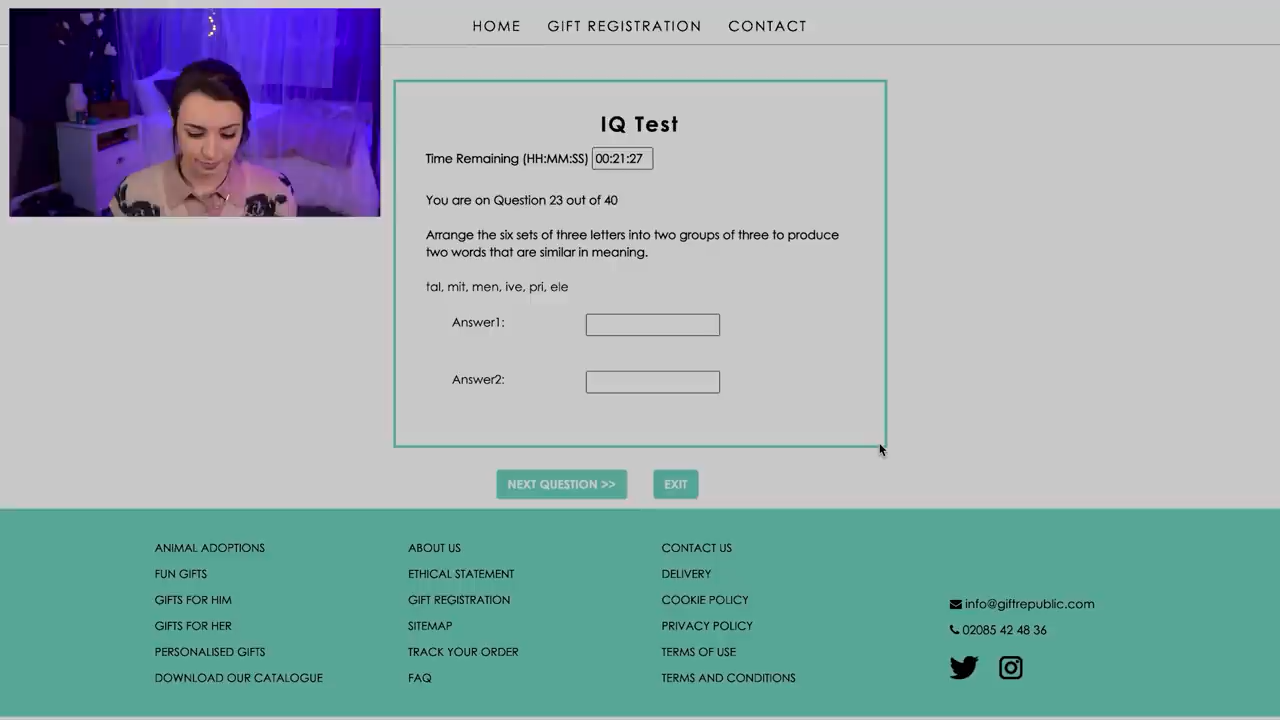 HOME GIFT REGISTRATION CONTACT
IQ Test
Time Remaining (HH:MM:SS) 00:21:27
You are on Question 23 out of 40
Arrange the six sets of three letters into two groups of three to produce
two words that are similar in meaning.
tal, mit, men, ive, pri, ele
Answer1:
Answer2:
NEXT QUESTION >> EXIT
ANIMAL ADOPTIONS
FUN GIFTS
GIFTS FOR HIM
GIFTS FOR HER
PERSONALISED GIFTS
DOWNLOAD OUR CATALOGUE
ABOUT US
ETHICAL STATEMENT
GIFT REGISTRATION
SITEMAP
TRACK YOUR ORDER
FAQ
CONTACT US
DELIVERY
COOKIE POLICY
PRIVACY POLICY
TERMS OF USE
TERMS AND CONDITIONS
info@giftrepublic.com
02085 42 48 36